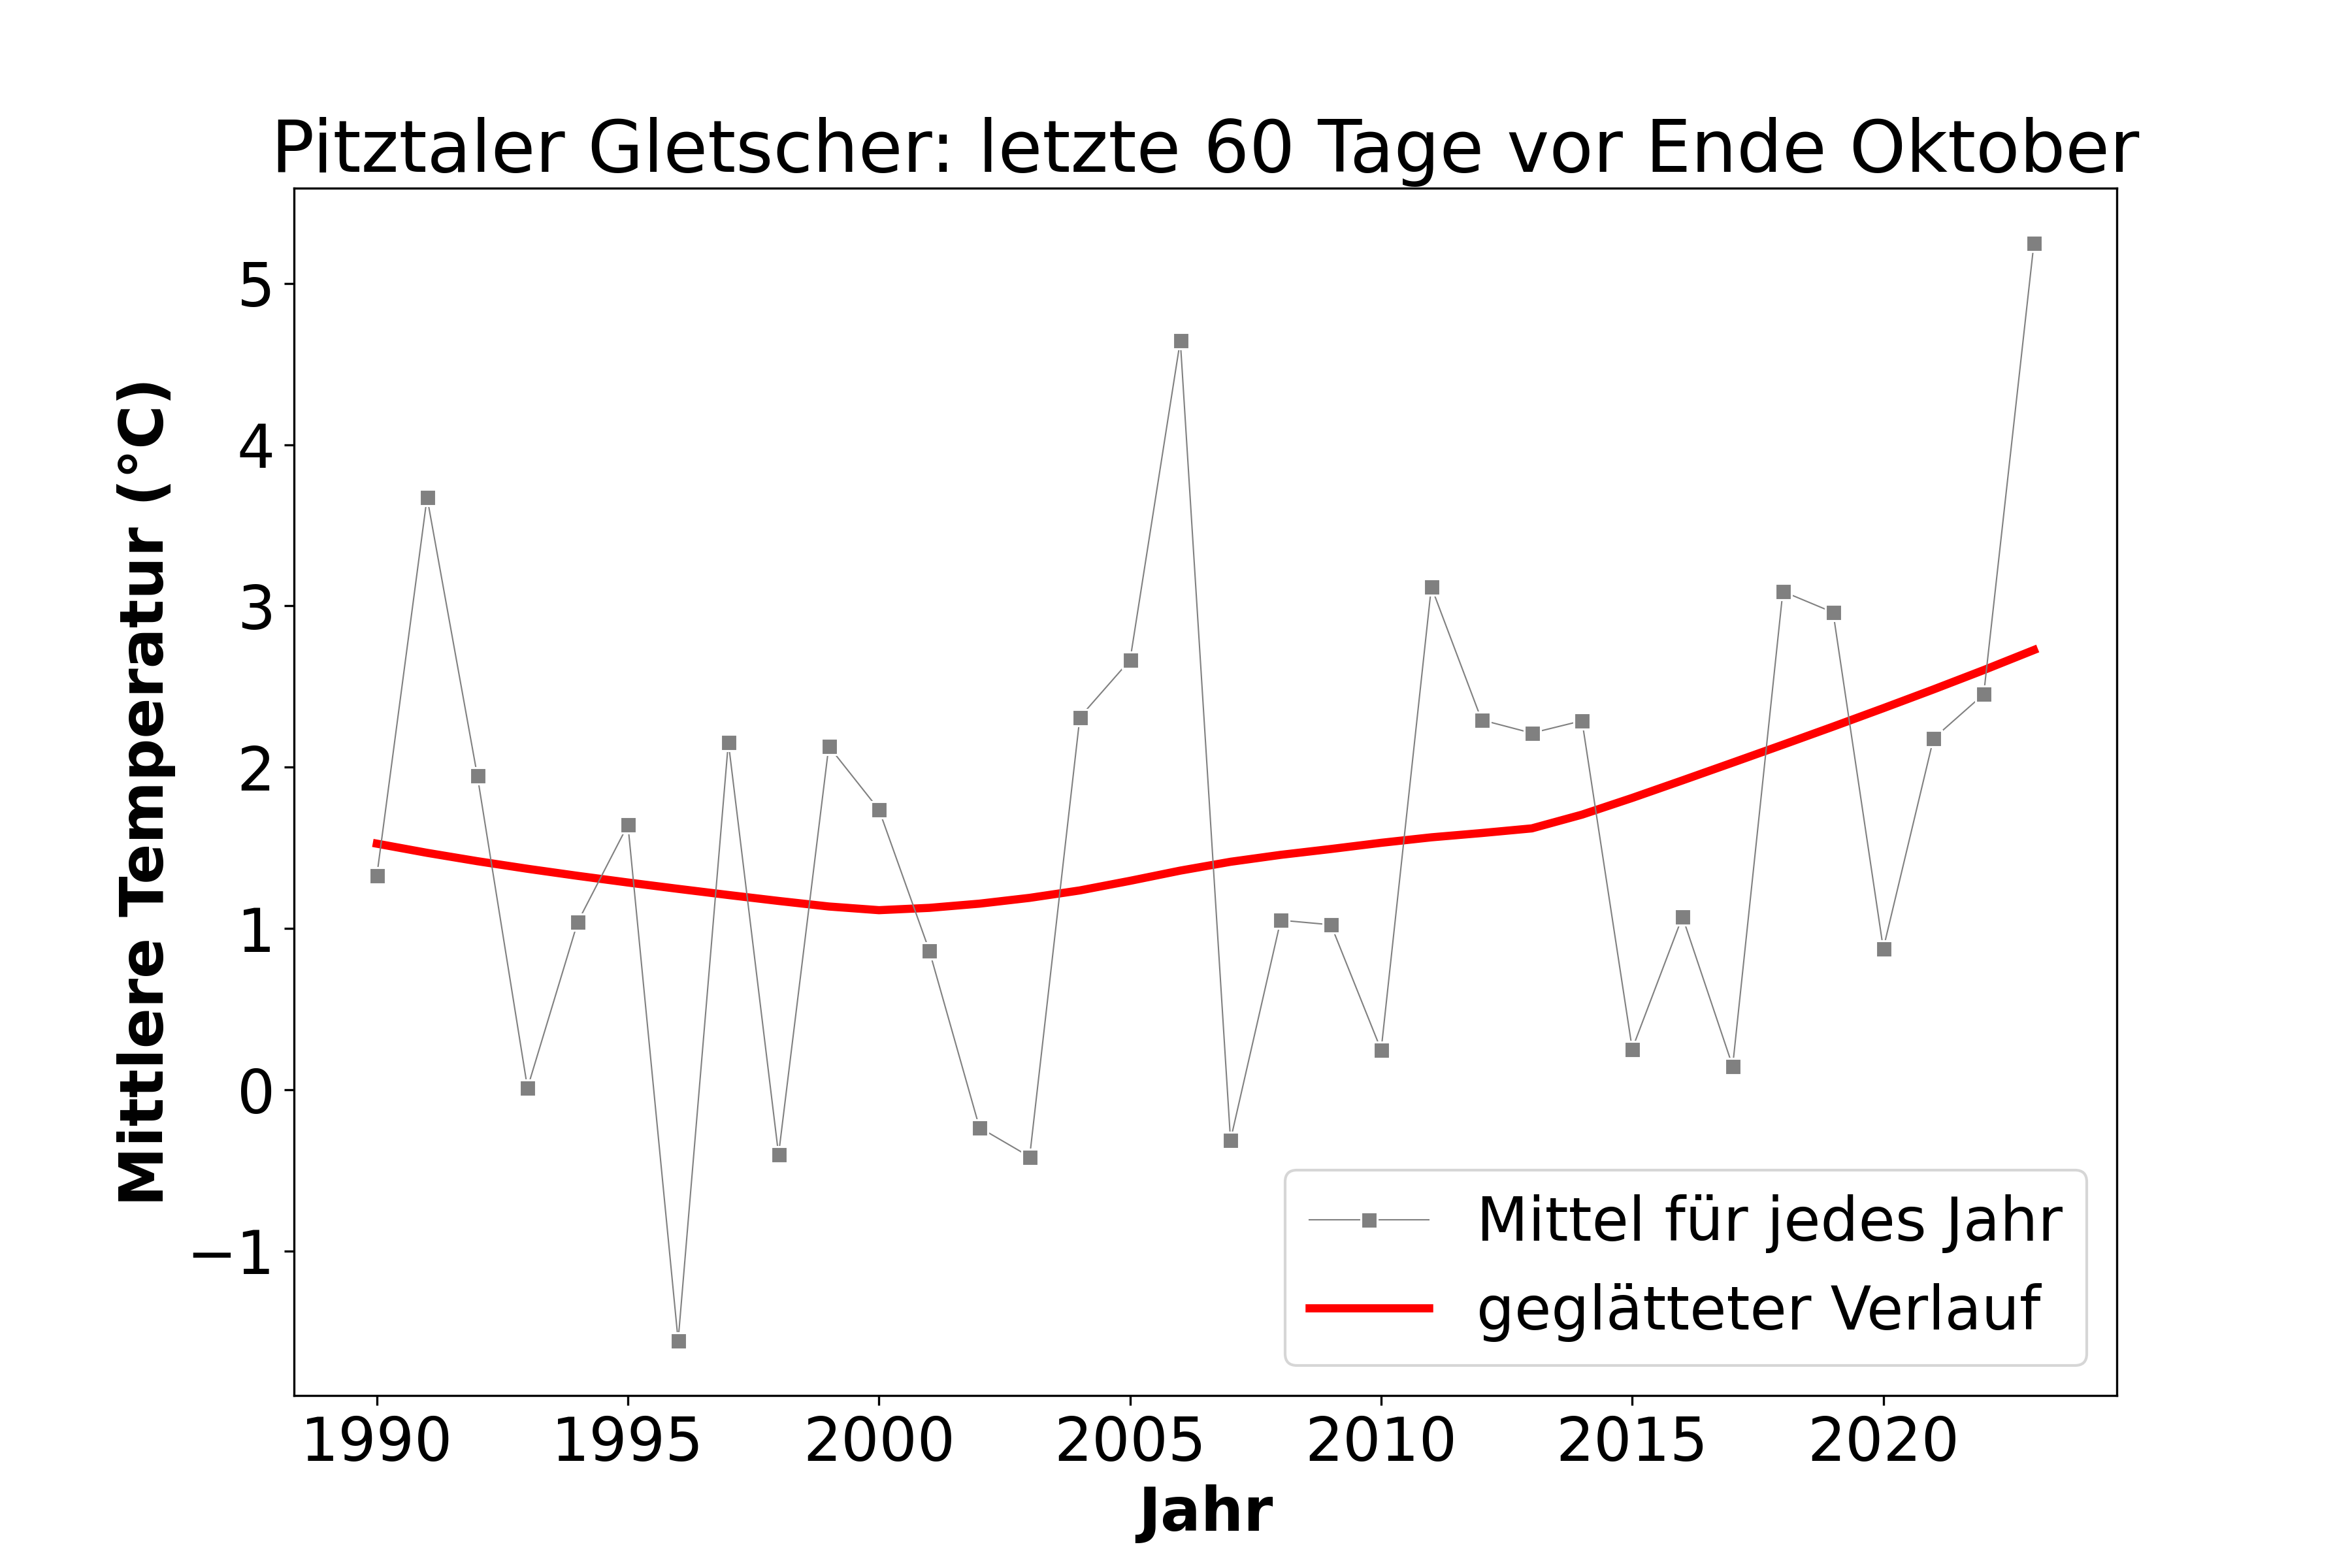 Pitztaler Gletscher: letzte 60 Tage vor Ende Oktober
Mittlere Temperatur (°C)
5
4
3
2
1
0
−1
Mittel für jedes Jahr
geglätteter Verlauf
1990 1995 2000 2005 2010 2015 2020
Jahr